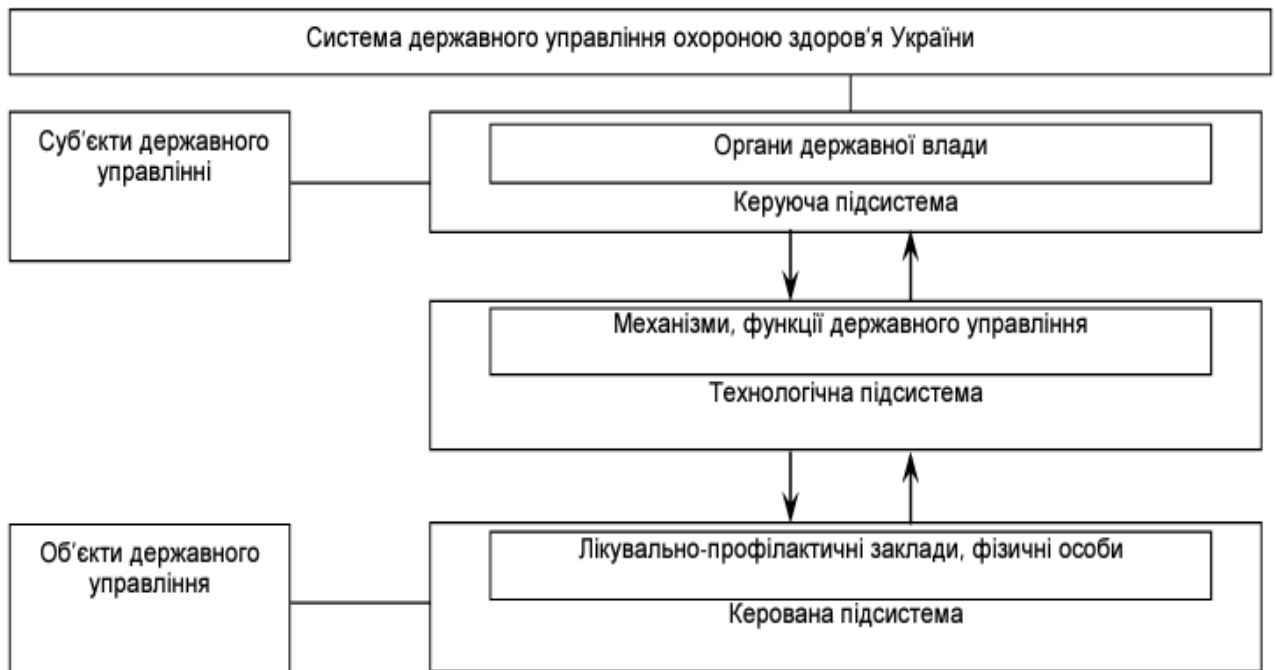 Система державного управління охороною здоров'я України
Суб'єкти державного
управлінні
Органи державної влади
Керуюча підсистема
Механізми, функції державного управління
Технологічна підсистема
Об'єкти державного
управління
Лікувально-профілактичні заклади, фізичні особи
Керована підсистема